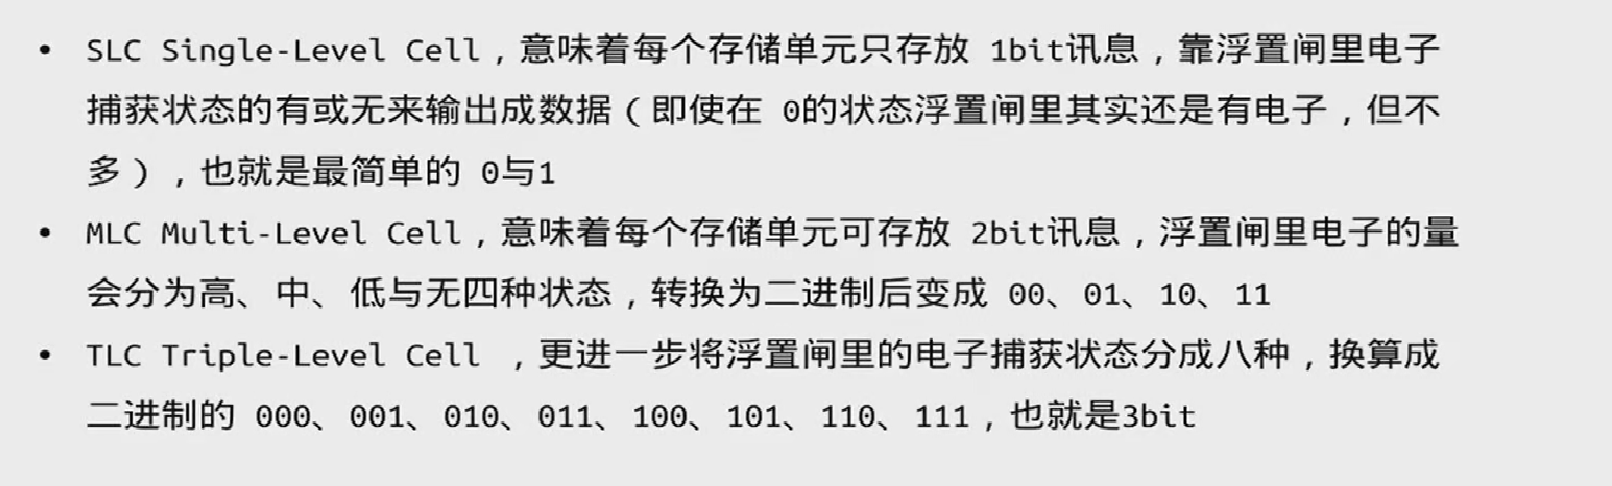 • SLC Single-Level Cell，意味着每个存储单元只存放 1bit讯息，靠浮置闸里电子
捕获状态的有或无来输出成数据（即使在 0的状态浮置闸里其实还是有电子，但不
多），也就是最简单的 0与1
• MLC Multi-Level Cell，意味着每个存储单元可存放 2bit讯息，浮置闸里电子的量
会分为高、中、低与无四种状态，转换为二进制后变成 00、01、10、11
• TLC Triple-Level Cell ，更进一步将浮置闸里的电子捕获状态分成八种，换算成
二进制的 000、001、010、011、100、101、110、111，也就是3bit